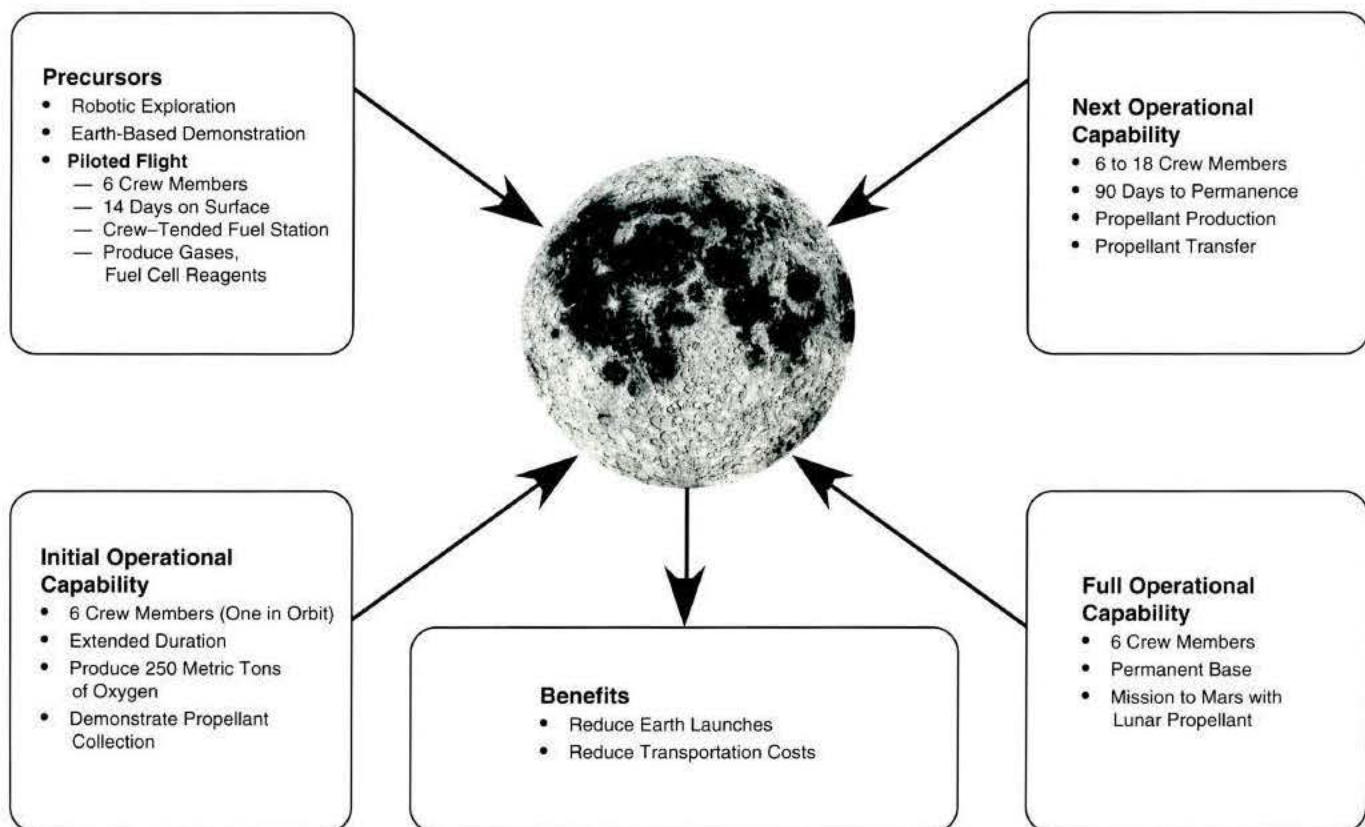 Precursors
• Robotic Exploration
• Earth-Based Demonstration
• Piloted Flight
— 6 Crew Members
— 14 Days on Surface
— Crew–Tended Fuel Station
— Produce Gases,
Fuel Cell Reagents
Next Operational
Capability
• 6 to 18 Crew Members
• 90 Days to Permanence
• Propellant Production
• Propellant Transfer
Initial Operational
Capability
• 6 Crew Members (One in Orbit)
• Extended Duration
• Produce 250 Metric Tons
of Oxygen
• Demonstrate Propellant
Collection
Benefits
• Reduce Earth Launches
• Reduce Transportation Costs
Full Operational
Capability
• 6 Crew Members
• Permanent Base
• Mission to Mars with
Lunar Propellant